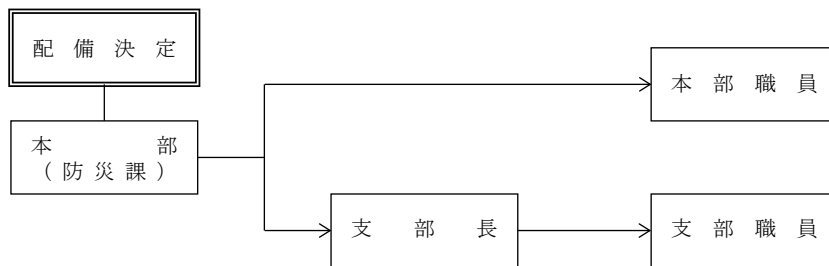 配備決定
本部
（防災課）
本部職員
支部長
支部職員